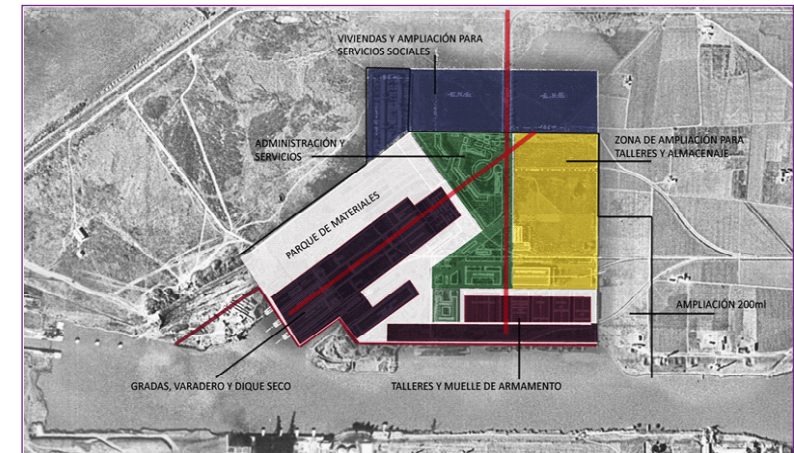 VIVIENDAS Y AMPLIACIÓN PARA
SERVICIOS SOCIALES
ADMINISTRACIÓN Y
SERVICIOS
ZONA DE AMPLIACIÓN PARA
TALLERES Y ALMACENAJE
PARQUE DE MATERIALES
AMPLIACIÓN 200ml
GRADAS, VARADERO Y DIQUE SECO
TALLERES Y MUELLE DE ARMAMENTO